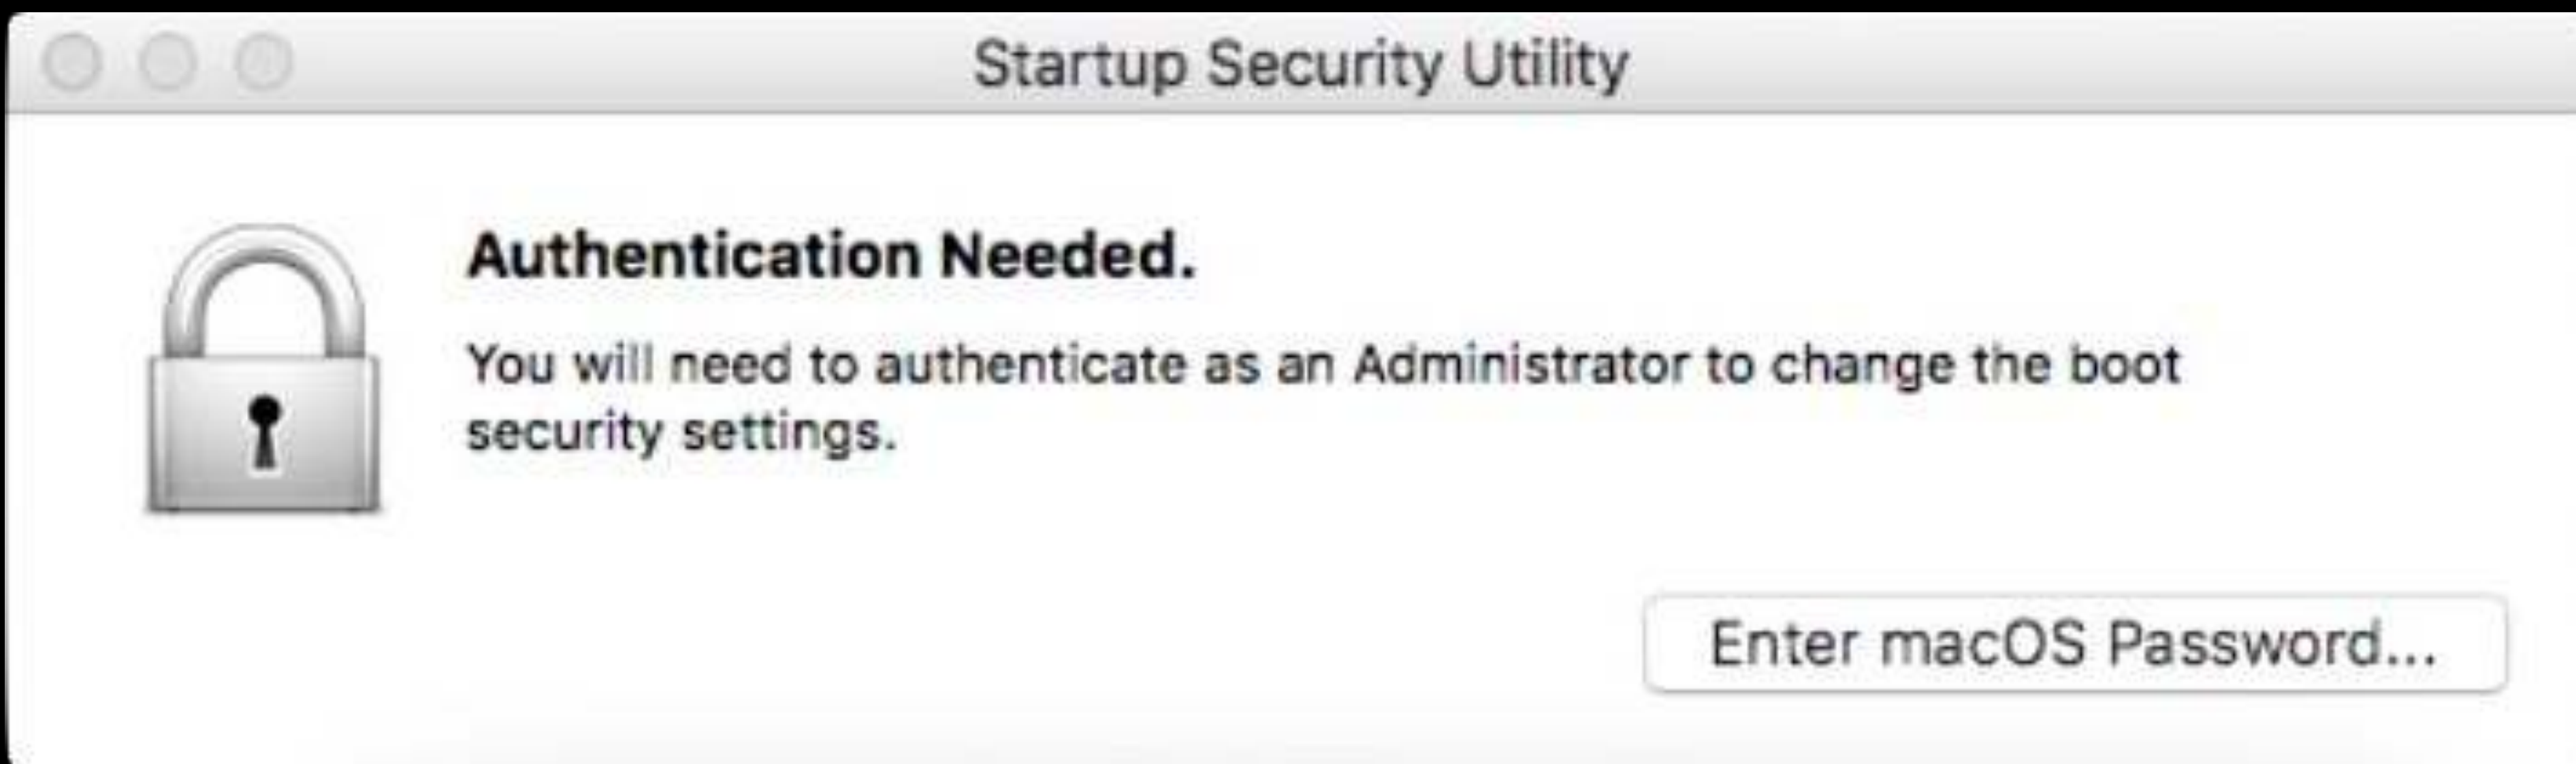 Startup Security Utility
Authentication Needed.
You will need to authenticate as an Administrator to change the boot
security settings.
Enter macOS Password...